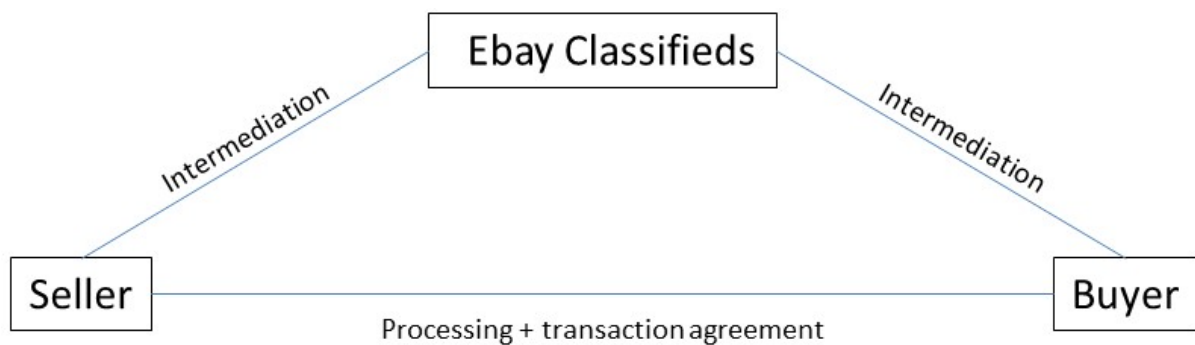 Ebay Classifieds
Intermediation
Intermediation
Seller
Buyer
Processing + transaction agreement